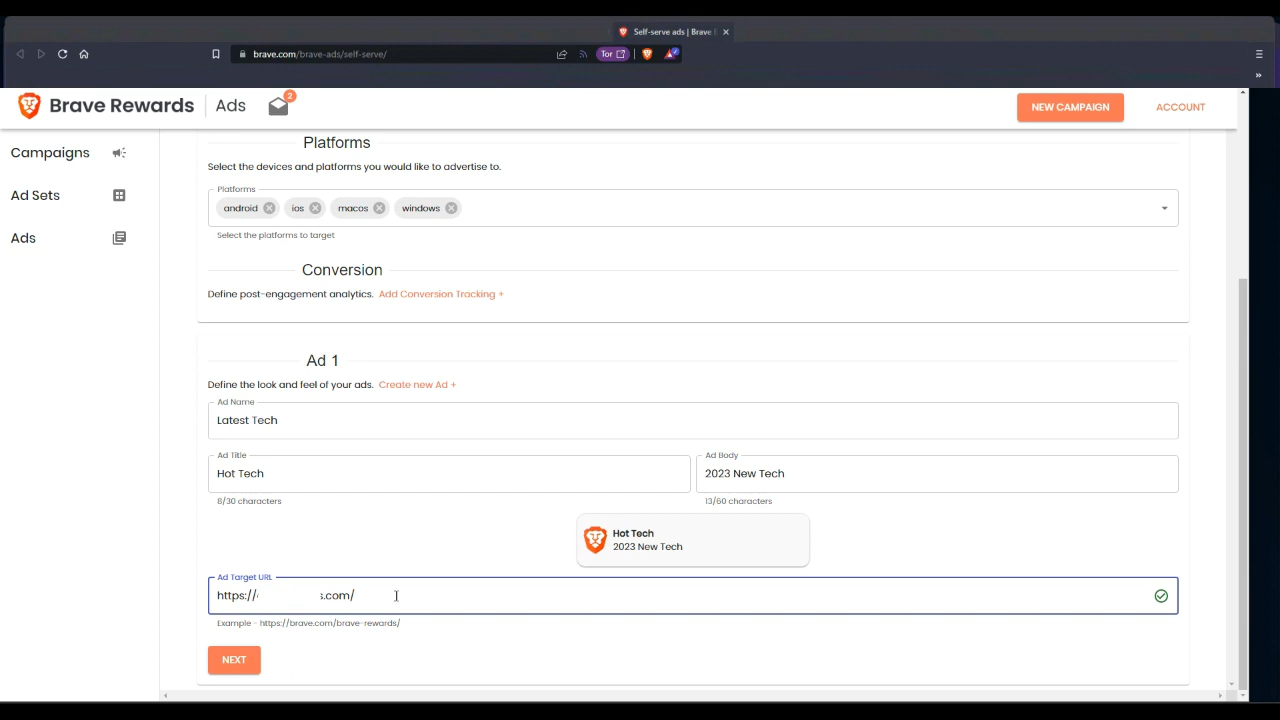 Self-serve ads | Brave
brave.com/brave-ads/self-serve/
Tor
Brave Rewards
Ads
2
NEW CAMPAIGN
ACCOUNT
Campaigns
Ad Sets
Ads
Platforms
Select the devices and platforms you would like to advertise to.
Platforms
android
ios
macos
windows
Select the platforms to target
Conversion
Define post-engagement analytics. Add Conversion Tracking +
Ad 1
Define the look and feel of your ads. Create new Ad +
Ad Name
Latest Tech
Ad Title
Hot Tech
8/30 characters
Ad Body
2023 New Tech
13/60 characters
Hot Tech
2023 New Tech
Ad Target URL
https:// s.com/
Example - https://brave.com/brave-rewards/
NEXT